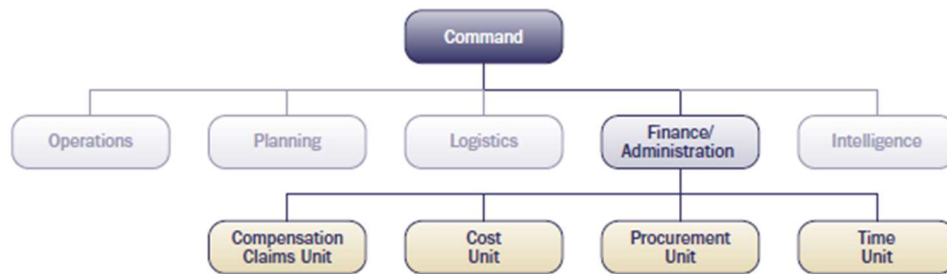 Command
Operations
Planning
Logistics
Finance/
Administration
Intelligence
Compensation
Claims Unit
Cost
Unit
Procurement
Unit
Time
Unit